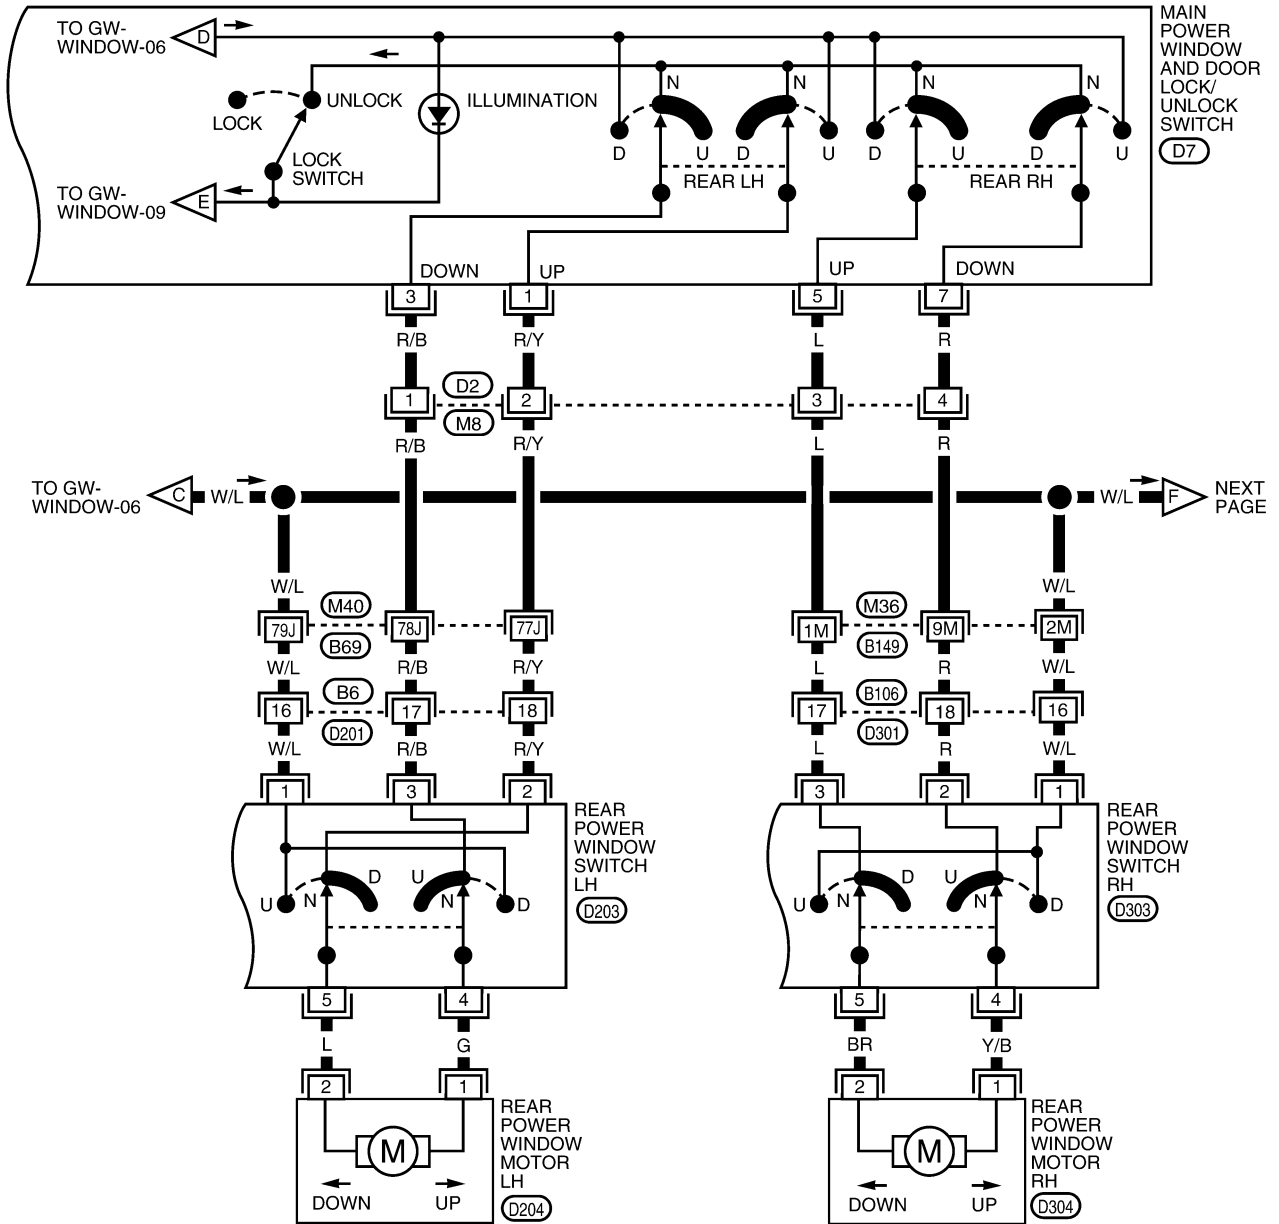 TO GW-
WINDOW-06
D
MAIN
POWER
WINDOW
AND DOOR
LOCK/
UNLOCK
SWITCH
D7
N
N
N
N
UNLOCK
ILLUMINATION
LOCK
D
U
D
U
D
U
D
U
LOCK
SWITCH
REAR LH
REAR RH
TO GW-
WINDOW-09
E
DOWN
UP
UP
DOWN
3
1
5
7
R/B
R/Y
L
R
D2
1
2
3
4
M8
R/B
R/Y
L
R
TO GW-
WINDOW-06
C
W/L
W/L
F
NEXT
PAGE
W/L
W/L
M40
M36
79J
78J
77J
1M
9M
2M
B69
B149
W/L
R/B
R/Y
L
R
W/L
B6
B106
16
17
18
17
18
16
D201
D301
W/L
R/B
R/Y
L
R
W/L
1
3
2
3
2
1
REAR
POWER
WINDOW
SWITCH
LH
D203
REAR
POWER
WINDOW
SWITCH
RH
D303
D
U
D
U
U
N
N
D
U
N
N
D
5
4
5
4
L
G
BR
Y/B
2
1
2
1
REAR
POWER
WINDOW
MOTOR
LH
D204
REAR
POWER
WINDOW
MOTOR
RH
D304
M
M
DOWN
UP
DOWN
UP